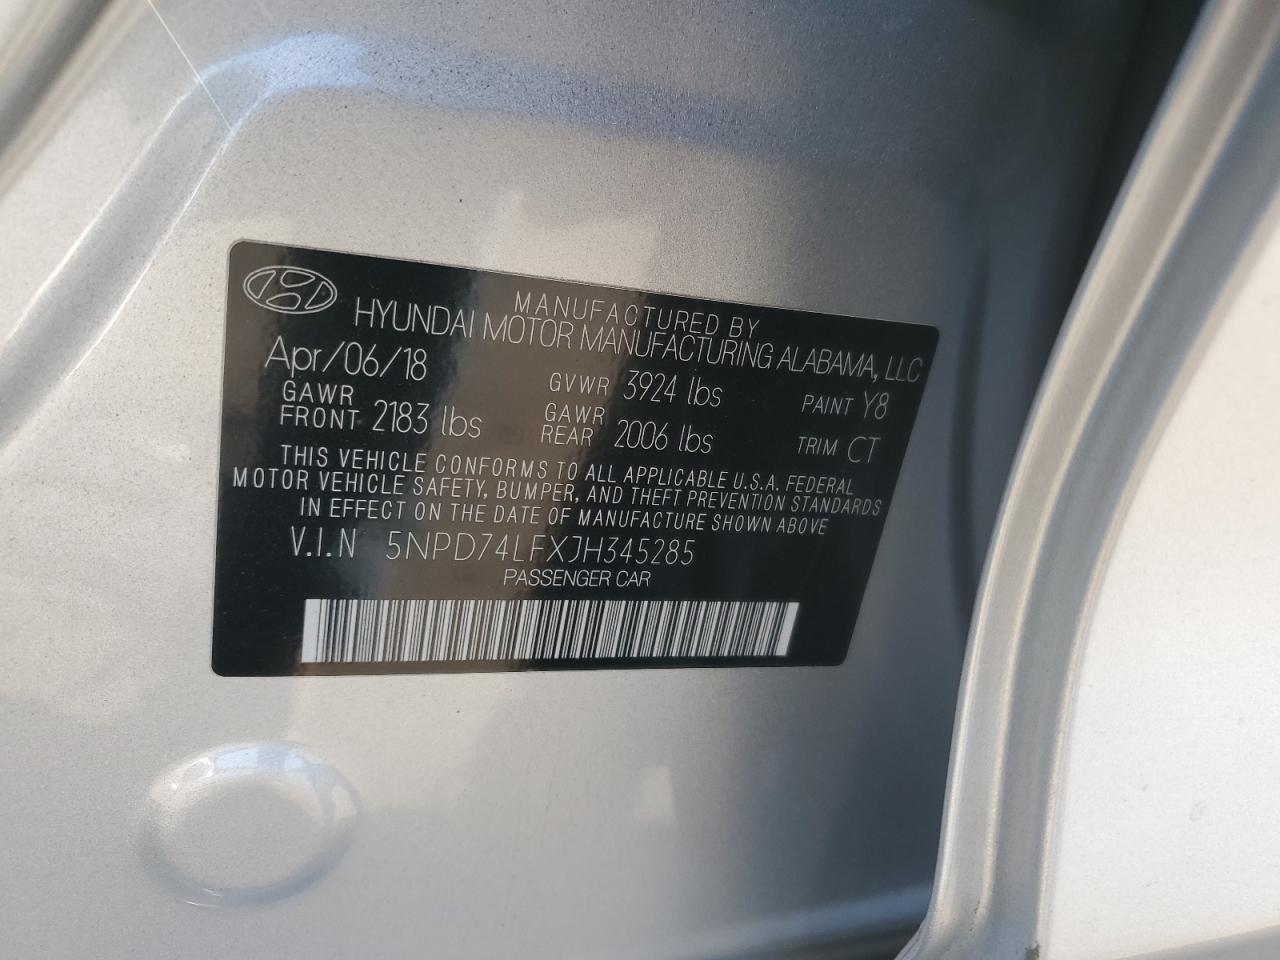 MANUFACTURED BY
HYUNDAI MOTOR MANUFACTURING ALABAMA, LLC
Apr/06/18 GVWR 3924 lbs PAINT Y8
GAWR FRONT 2183 lbs GAWR REAR 2006 lbs TRIM CT
THIS VEHICLE CONFORMS TO ALL APPLICABLE U.S.A. FEDERAL
MOTOR VEHICLE SAFETY, BUMPER, AND THEFT PREVENTION STANDARDS
IN EFFECT ON THE DATE OF MANUFACTURE SHOWN ABOVE
V.I.N 5NPD74LFXJH345285
PASSENGER CAR